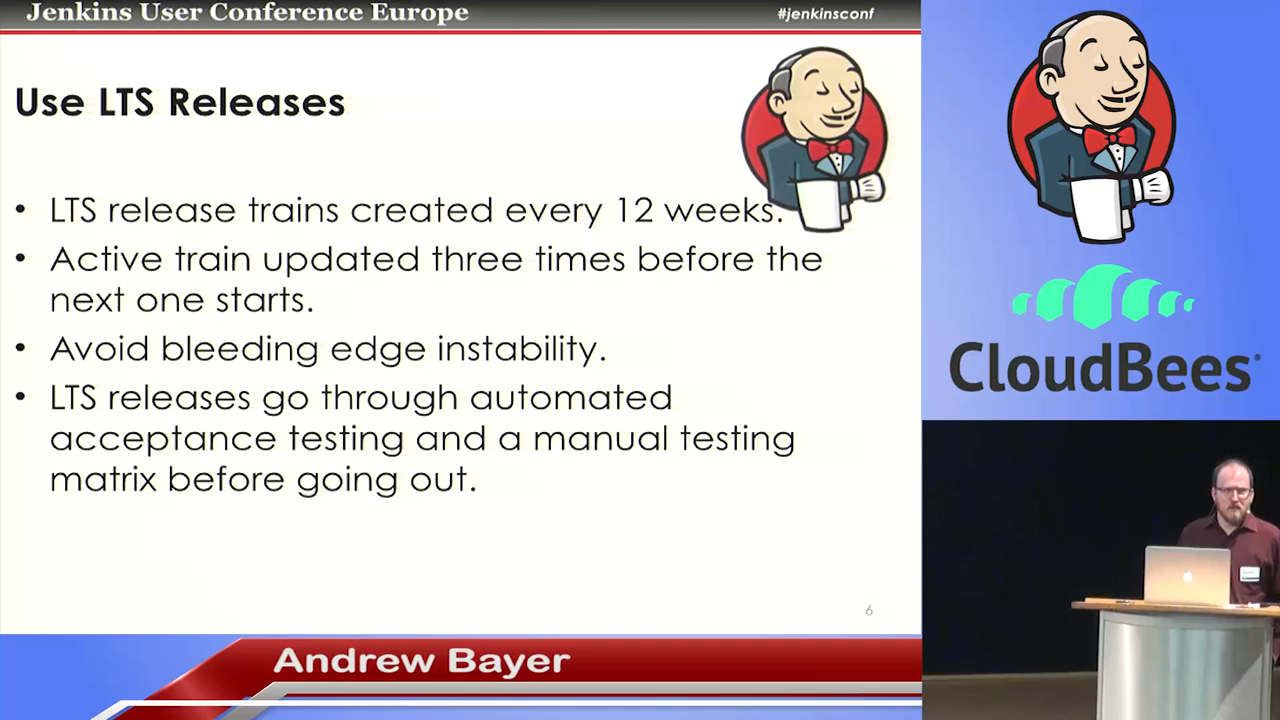 Jenkins User Conference Europe
#jenkinsconf
Use LTS Releases
• LTS release trains created every 12 weeks.
• Active train updated three times before the
next one starts.
• Avoid bleeding edge instability.
• LTS releases go through automated
acceptance testing and a manual testing
matrix before going out.
6
Andrew Bayer
CloudBees®